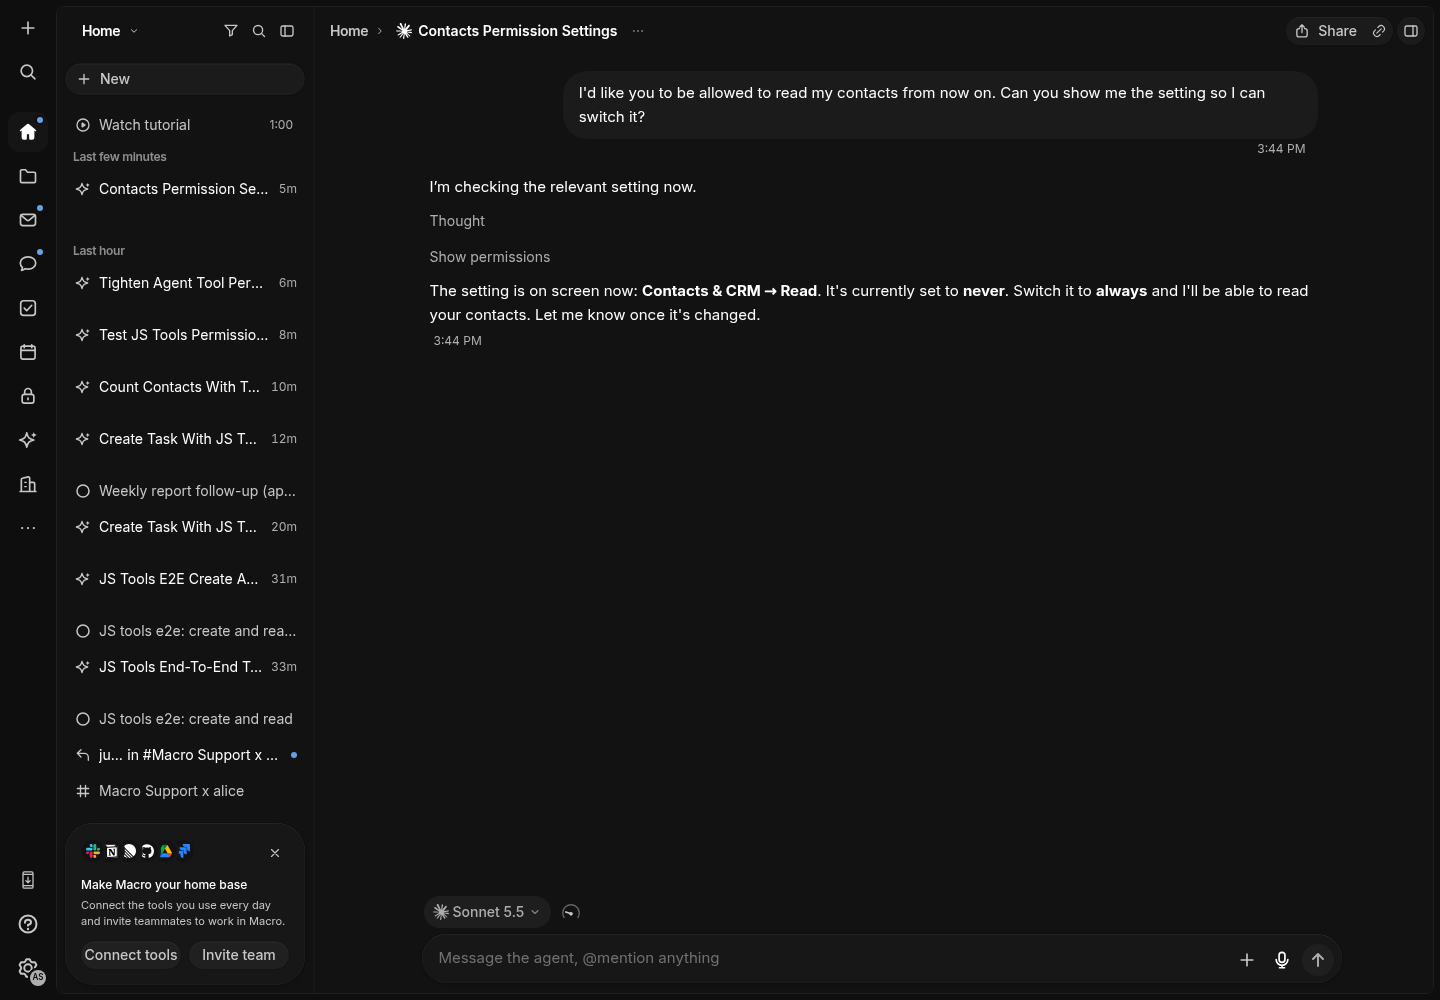 Home
New
Watch tutorial 1:00
Last few minutes
Contacts Permission Se... 5m
Last hour
Tighten Agent Tool Per... 6m
Test JS Tools Permissio... 8m
Count Contacts With T... 10m
Create Task With JS T... 12m
Weekly report follow-up (ap...
Create Task With JS T... 20m
JS Tools E2E Create A... 31m
JS tools e2e: create and rea...
JS Tools End-To-End T... 33m
JS tools e2e: create and read
ju... in #Macro Support x ...
Macro Support x alice
Make Macro your home base
Connect the tools you use every day
and invite teammates to work in Macro.
Connect tools Invite team
AS
Home > Contacts Permission Settings ...
Share
I'd like you to be allowed to read my contacts from now on. Can you show me the setting so I can
switch it?
3:44 PM
I'm checking the relevant setting now.
Thought
Show permissions
The setting is on screen now: Contacts & CRM → Read. It's currently set to never. Switch it to always and I'll be able to read
your contacts. Let me know once it's changed.
3:44 PM
Sonnet 5.5
Message the agent, @mention anything